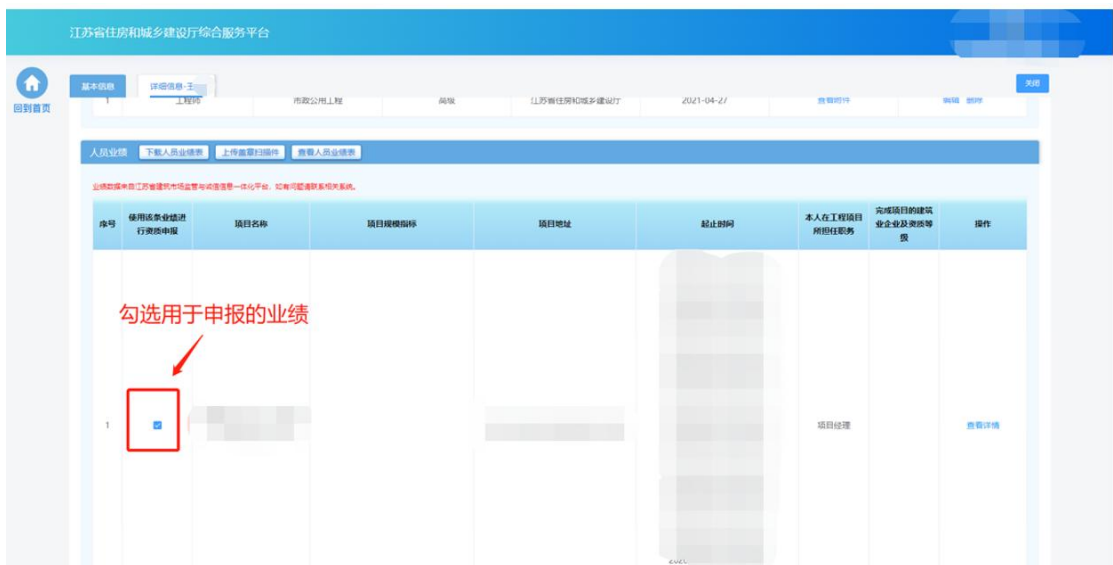 江苏省住房和城乡建设厅综合服务平台
回到首页
基本信息 详细信息-王 关闭
1 工程师 市政公用工程 高级 江苏省住房和城乡建设厅 2021-04-27 查看附件 编辑 删除
人员业绩 下载人员业绩表 上传盖章扫描件 查看人员业绩表
业绩数据来自江苏省建筑市场监管与诚信信息一体化平台，如有问题请联系相关系统。
序号 使用该条业绩进行资质申报 项目名称 项目规模指标 项目地址 起止时间 本人在工程项目所担任职务 完成项目的建筑业企业及资质等级 操作
勾选用于申报的业绩
1 项目经理 查看详情